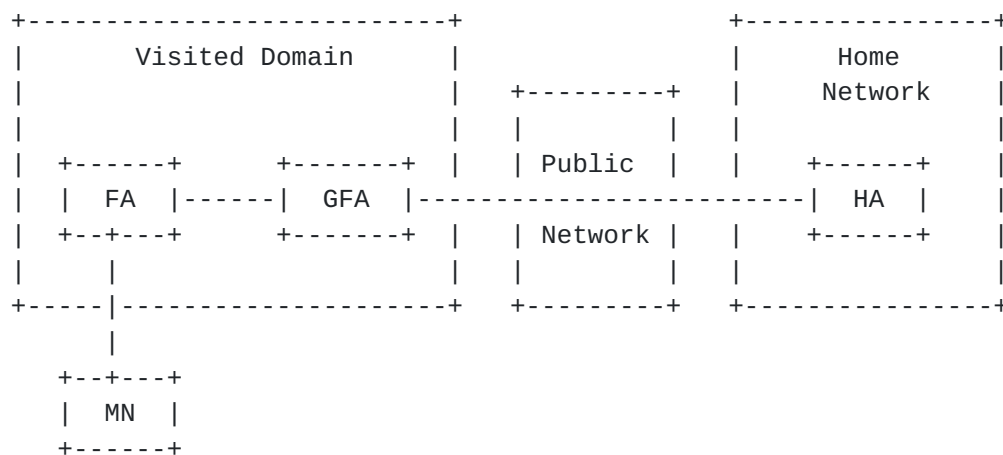 +---------------------------+                 +----------------+
|       Visited Domain      |                 |      Home      |
|                           |   +---------+   |     Network    |
|                           |   |         |   |                |
|  +------+      +-------+  |   | Public  |   |    +------+    |
|  |  FA  |------|  GFA  |-------------------------|  HA  |    |
|  +--+---+      +-------+  |   | Network |   |    +------+    |
|     |                     |   |         |   |                |
+-----|---------------------+   +---------+   +----------------+
      |
   +--+---+
   |  MN  |
   +------+